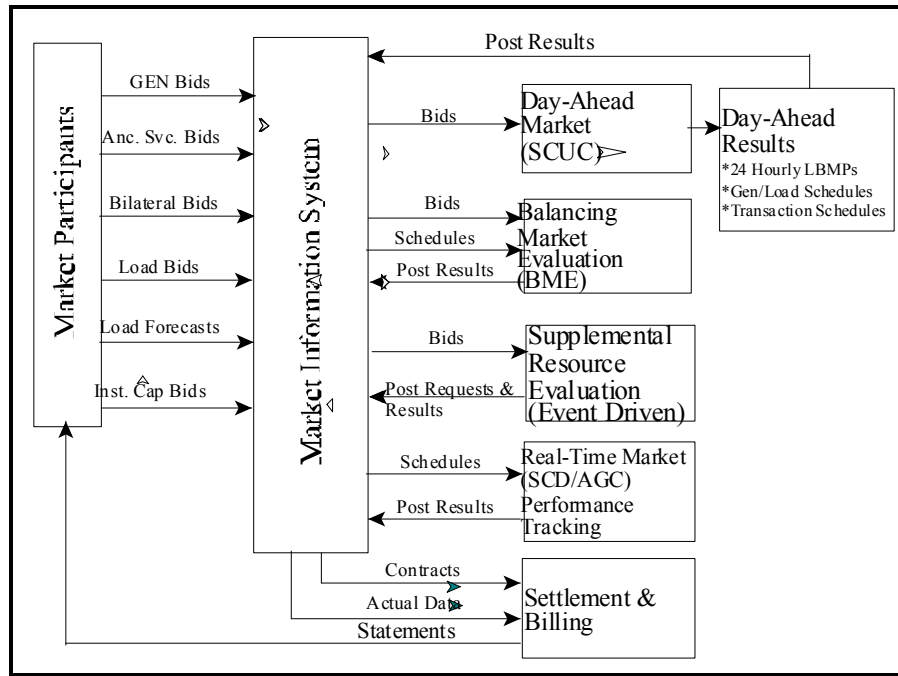 Post Results
Market Participants
GEN Bids
Anc. Svc. Bids
Bilateral Bids
Load Bids
Load Forecasts
Inst. Cap Bids
Market Information System
Bids
Day-Ahead
Market
(SCUC)
Day-Ahead
Results
*24 Hourly LBMPs
*Gen/Load Schedules
*Transaction Schedules
Bids
Schedules
Post Results
Balancing
Market
Evaluation
(BME)
Bids
Post Requests &
Results
Supplemental
Resource
Evaluation
(Event Driven)
Schedules
Post Results
Real-Time Market
(SCD/AGC)
Performance
Tracking
Contracts
Actual Data
Statements
Settlement &
Billing